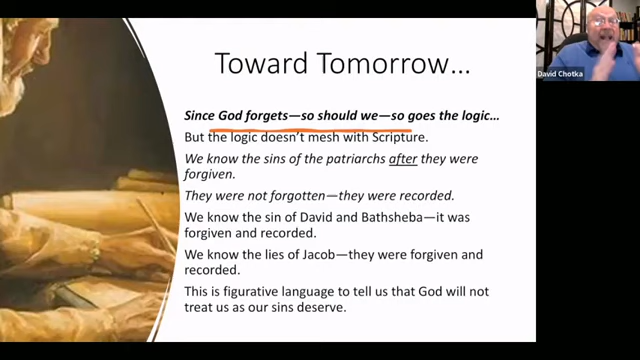 Toward Tomorrow...
David Chotka
Since God forgets—so should we—so goes the logic...
But the logic doesn't mesh with Scripture.
We know the sins of the patriarchs after they were
forgiven.
They were not forgotten—they were recorded.
We know the sin of David and Bathsheba—it was
forgiven and recorded.
We know the lies of Jacob—they were forgiven and
recorded.
This is figurative language to tell us that God will not
treat us as our sins deserve.